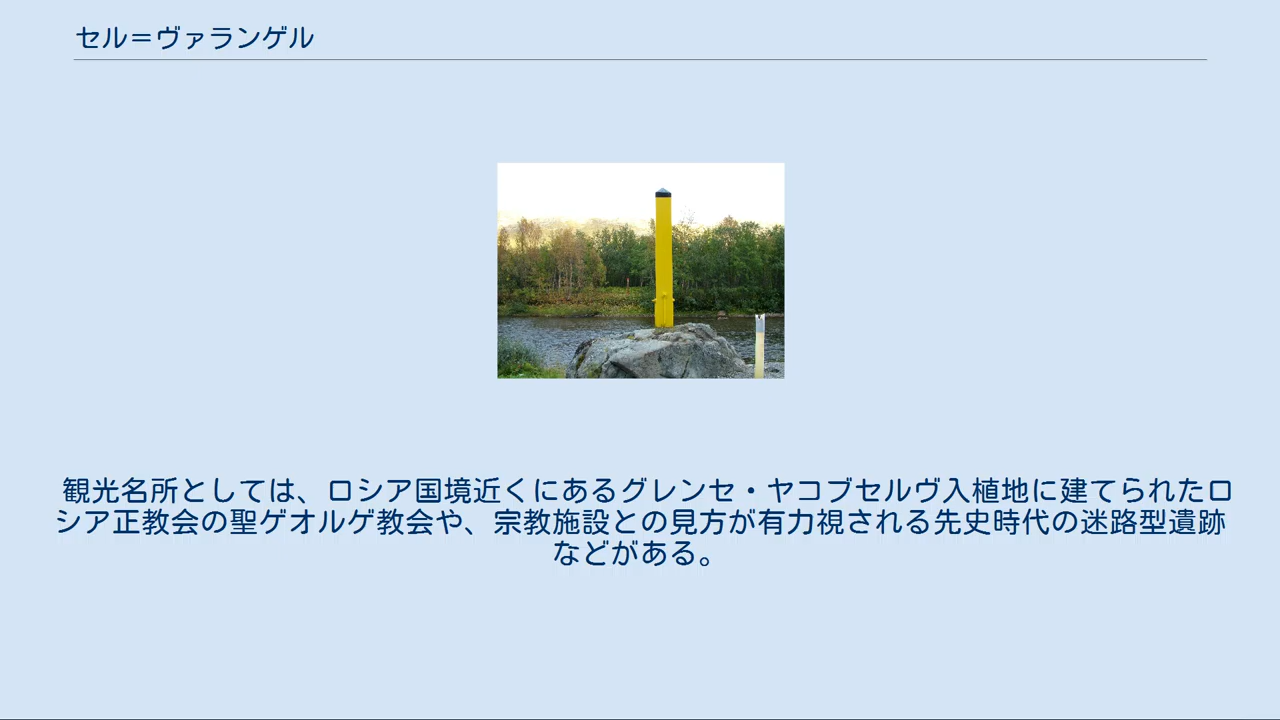 セル＝ヴァランゲル
観光名所としては、ロシア国境近くにあるグレンセ・ヤコブセルヴ入植地に建てられたロ
シア正教会の聖ゲオルゲ教会や、宗教施設との見方が有力視される先史時代の迷路型遺跡
などがある。